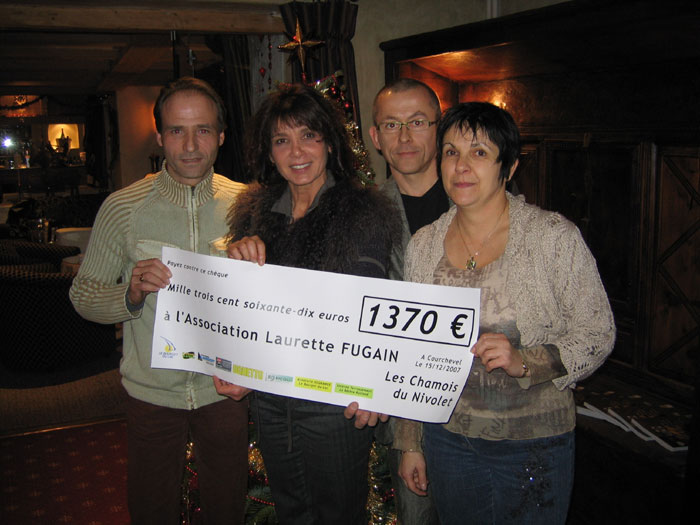 Payez contre ce chèque
Mille trois cent soixante-dix euros
1370 €
à l'Association Laurette FUGAIN
A Courchevel
Le 15/12/2007
Les Chamois
du Nivolet